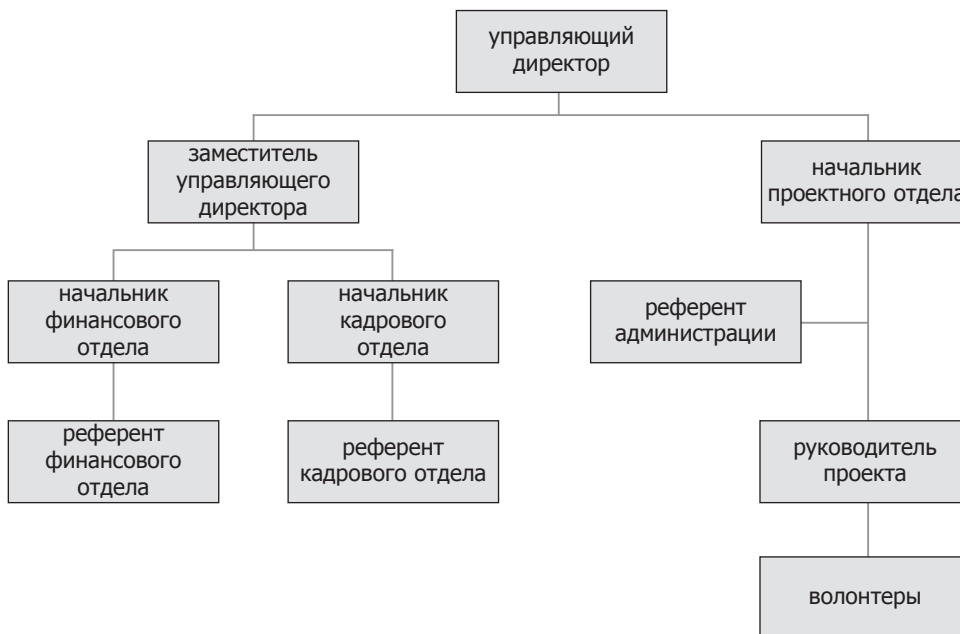 управляющий
директор
заместитель
управляющего
директора
начальник
проектного отдела
начальник
финансового
отдела
начальник
кадрового
отдела
референт
администрации
референт
финансового
отдела
референт
кадрового отдела
руководитель
проекта
волонтеры